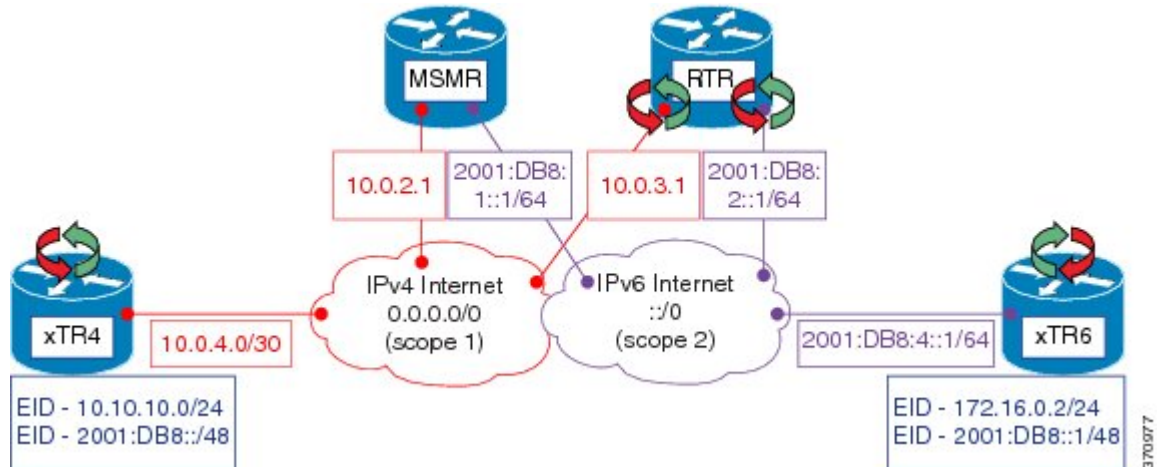 MSMR
RTR
10.0.2.1
2001:DB8:
1::1/64
10.0.3.1
2001:DB8:
2::1/64
IPv4 Internet
0.0.0.0/0
(scope 1)
IPv6 Internet
::/0
(scope 2)
xTR4
10.0.4.0/30
2001:DB8:4::1/64
xTR6
EID - 10.10.10.0/24
EID - 2001:DB8::/48
EID - 172.16.0.2/24
EID - 2001:DB8::1/48
370977